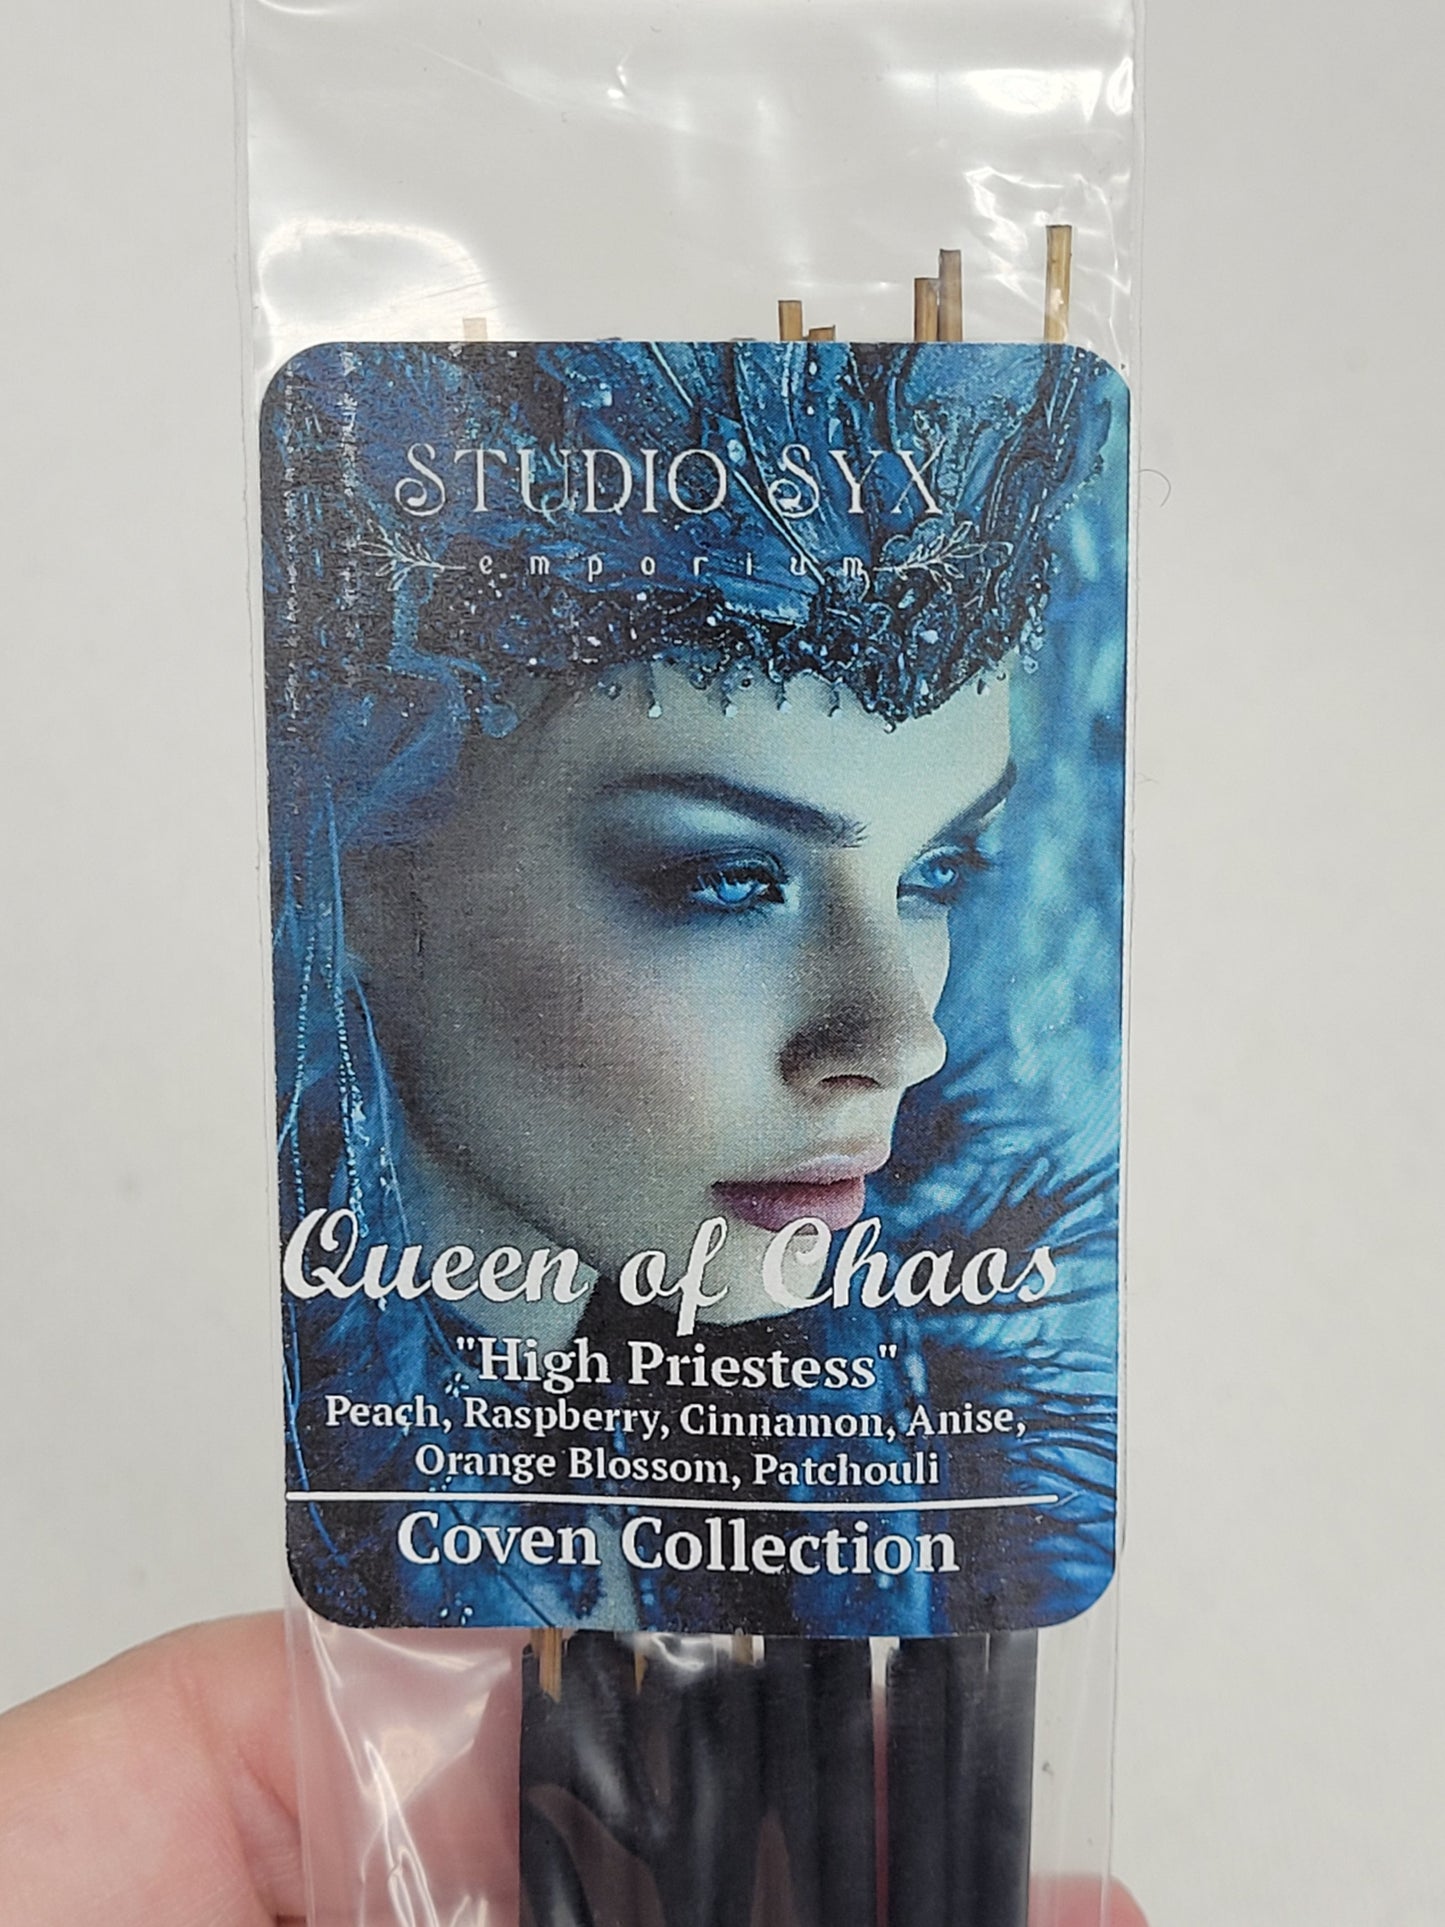 STUDIO SYX
emporium
Queen of Chaos
"High Priestess"
Peach, Raspberry, Cinnamon, Anise,
Orange Blossom, Patchouli
Coven Collection